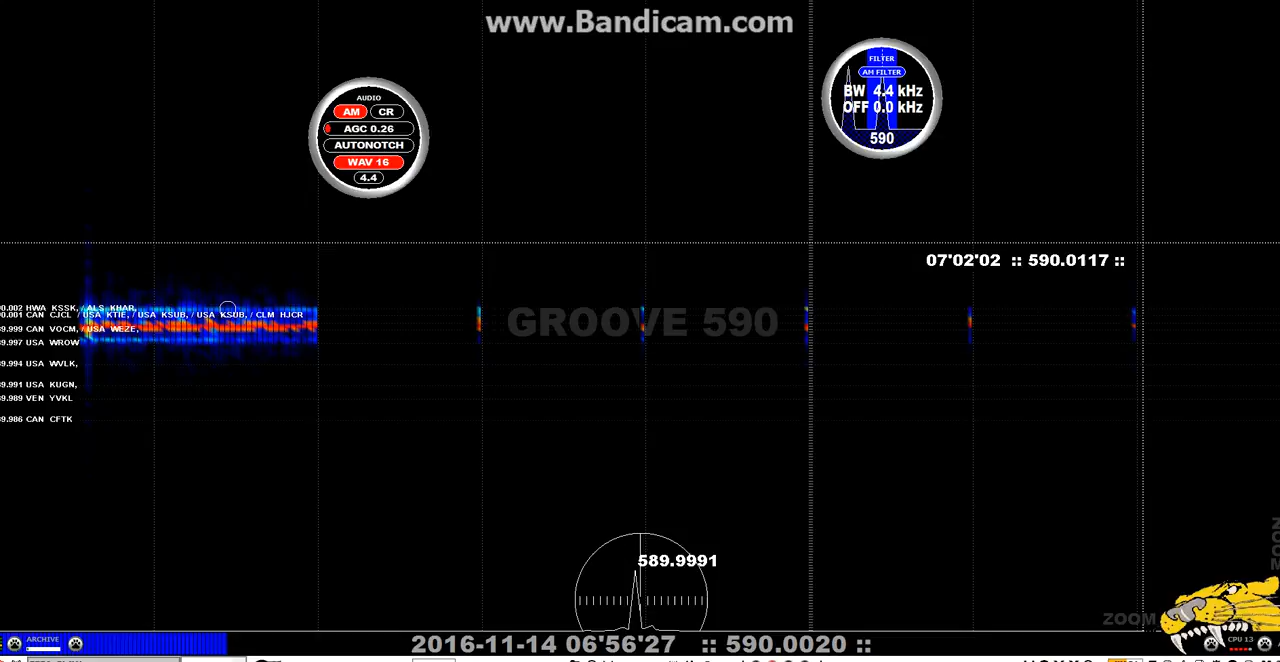 www.Bandicam.com
FILTER
AM FILTER
BW 4.4 kHz
OFF 0.0 kHz
590
AUDIO
AM CR
AGC 0.26
AUTONOTCH
WAV 16
4.4
07'02'02 :: 590.0117 ::
GROOVE 590
0.002 HWA KSSK, / ALS KHAR,
0.001 CAN CJCL / USA KTIE, / USA KSUB, / USA KSUB, / CLM HJCR
9.999 CAN VOCM, / USA WEZE,
9.997 USA WROW
9.994 USA WVLK,
9.991 USA KUGN,
9.989 VEN YVKL
9.986 CAN CFTK
589.9991
ZOOM
ARCHIVE
2016-11-14 06'56'27 :: 590.0020 ::
CPU 13